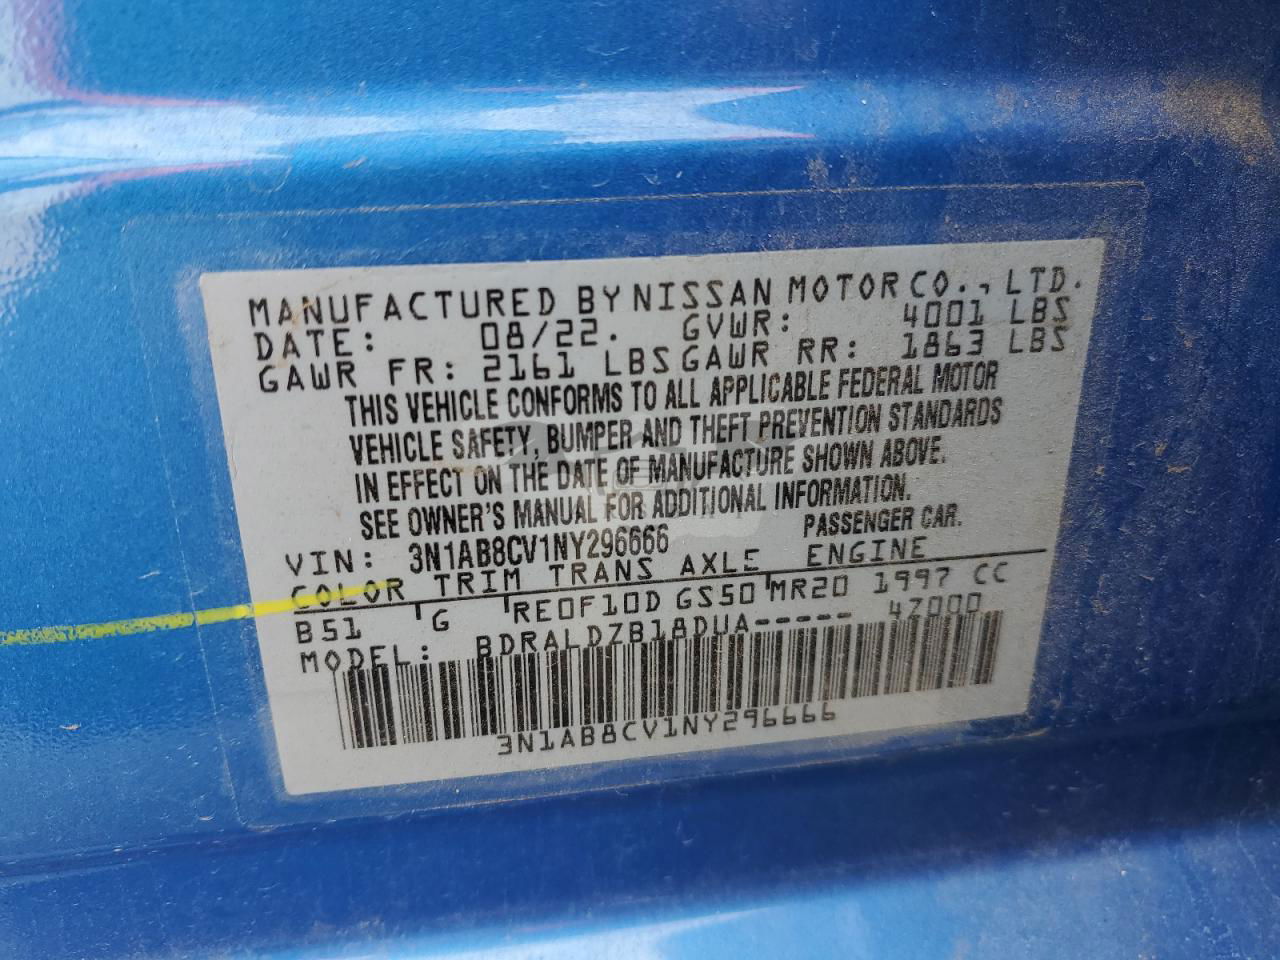 MANUFACTURED BY NISSAN MOTOR CO., LTD.
DATE: 08/22. GVWR: 4001 LBS
GAWR FR: 2161 LBS GAWR RR: 1863 LBS
THIS VEHICLE CONFORMS TO ALL APPLICABLE FEDERAL MOTOR
VEHICLE SAFETY, BUMPER AND THEFT PREVENTION STANDARDS
IN EFFECT ON THE DATE OF MANUFACTURE SHOWN ABOVE.
SEE OWNER'S MANUAL FOR ADDITIONAL INFORMATION.
VIN: 3N1AB8CV1NY296666 PASSENGER CAR.
COLOR TRIM TRANS AXLE ENGINE
B51 G RE0F10D GS50 MR20 1997 CC
MODEL: BDRALDZB18DUA----- 4Z000
3N1AB8CV1NY296666